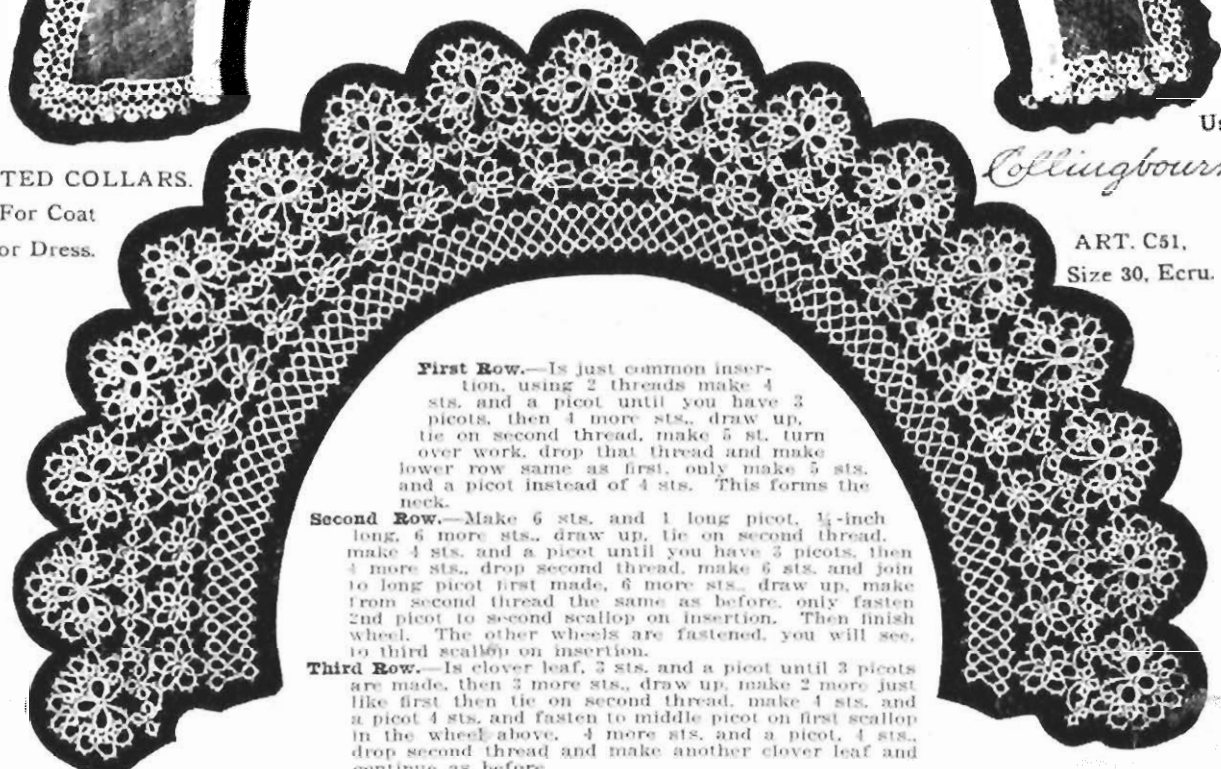 TED COLLARS.
For Coat
or Dress.
Us
Collingbourn
ART. C51,
Size 30, Ecru.
First Row.—Is just common inser-
tion, using 2 threads make 4
sts. and a picot until you have 3
picots, then 4 more sts., draw up,
tie on second thread, make 5 st. turn
over work, drop that thread and make
lower row same as first, only make 5 sts.
and a picot instead of 4 sts. This forms the
neck.
Second Row.—Make 6 sts. and 1 long picot, ¼-inch
long, 6 more sts., draw up, tie on second thread,
make 4 sts. and a picot until you have 3 picots, then
4 more sts., drop second thread, make 6 sts. and join
to long picot first made, 6 more sts., draw up, make
from second thread the same as before, only fasten
2nd picot to second scallop on insertion. Then finish
wheel. The other wheels are fastened, you will see,
to third scallop on insertion.
Third Row.—Is clover leaf, 3 sts. and a picot until 3 picots
are made, then 3 more sts., draw up, make 2 more just
like first then tie on second thread, make 4 sts. and
a picot 4 sts. and fasten to middle picot on first scallop
in the wheel above, 4 more sts. and a picot, 4 sts.,
drop second thread and make another clover leaf and
continue as before.